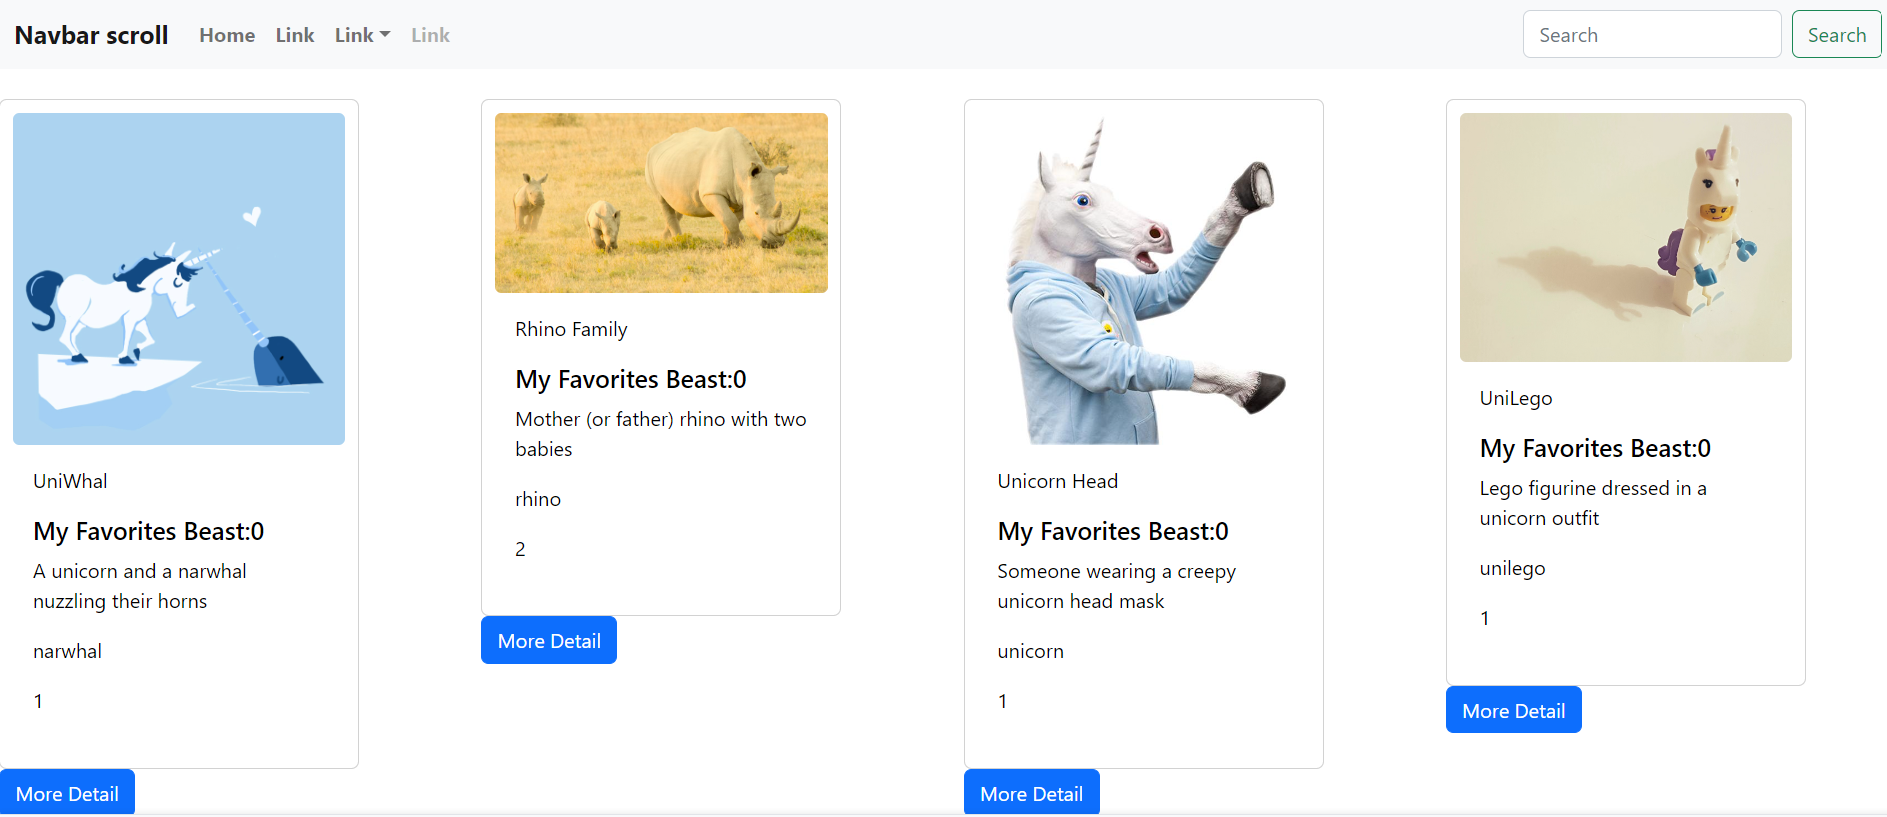 Navbar scroll Home Link Link Link Search Search
UniWhal
My Favorites Beast:0
A unicorn and a narwhal
nuzzling their horns
narwhal
1
More Detail
Rhino Family
My Favorites Beast:0
Mother (or father) rhino with two
babies
rhino
2
More Detail
Unicorn Head
My Favorites Beast:0
Someone wearing a creepy
unicorn head mask
unicorn
1
More Detail
UniLego
My Favorites Beast:0
Lego figurine dressed in a
unicorn outfit
unilego
1
More Detail